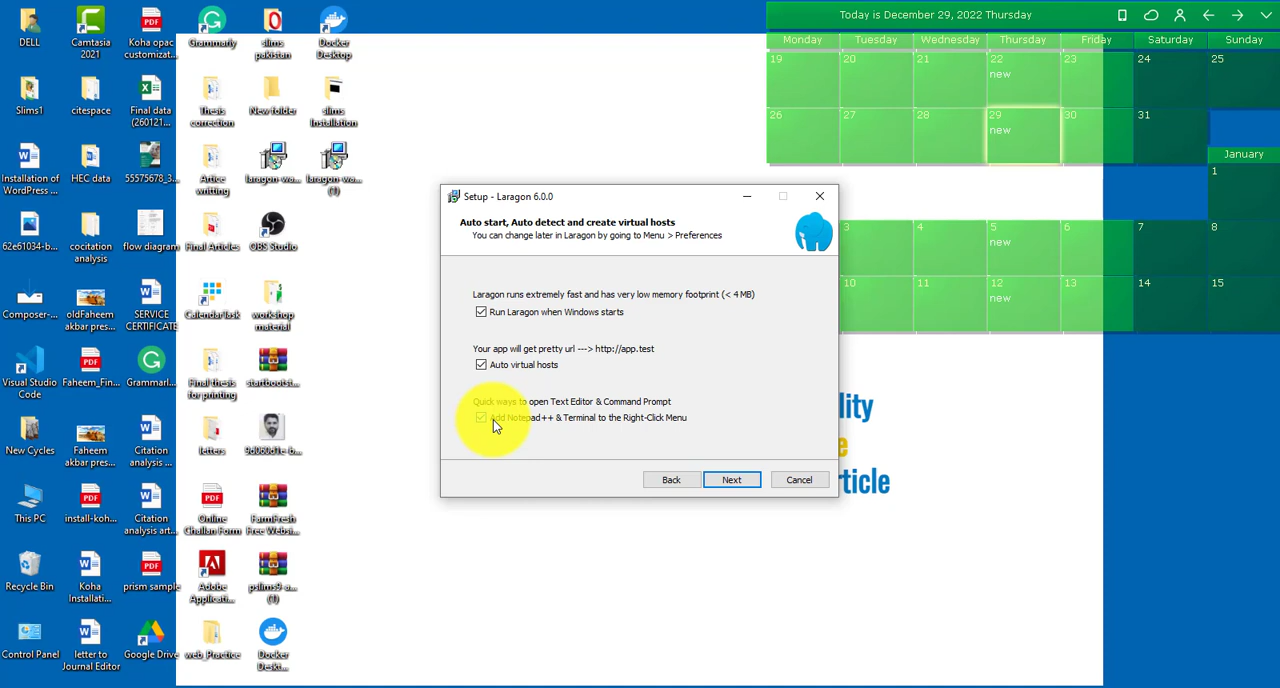 DELL
Camtasia
2021
Koha opac
customizat...
Grammarly
slims
pakistan
Docker
Desktop
Slims1
citespace
Final data
(260121...
Thesis
correction
New folder
slims
Installation
Installation of
WordPress ...
HEC data
55575678_3...
Artice
writting
laragon-wa...
laragon-wa...
(1)
62e61034-b...
cocitation
analysis
flow diagram
Final Articles
OBS Studio
Composer-...
oldFaheem
akbar pres...
SERVICE
CERTIFICATE
CalendarTask
workshop
material
Visual Studio
Code
Faheem_Fin...
Grammarl...
Final thesis
for printing
startbootst...
New Cycles
Faheem
akbar pres...
Citation
analysis ...
letters
9d060d1e-b...
This PC
install-koh...
Citation
analysis art...
Online
Challan Form
FarmFresh
Free Websi...
Recycle Bin
Koha
Installati...
prism sample
Adobe
Applicati...
pslims9-a...
(1)
Control Panel
letter to
Journal Editor
Google Drive
web_Practice
Docker
Deskt...
Today is December 29, 2022 Thursday
Monday Tuesday Wednesday Thursday Friday Saturday Sunday
19 20 21 22 23 24 25
new
26 27 28 29 30 31
new
January
1
3 4 5 6 7 8
new
10 11 12 13 14 15
new
Setup - Laragon 6.0.0
Auto start, Auto detect and create virtual hosts
You can change later in Laragon by going to Menu > Preferences
Laragon runs extremely fast and has very low memory footprint (< 4 MB)
Run Laragon when Windows starts
Your app will get pretty url ---> http://app.test
Auto virtual hosts
Quick ways to open Text Editor & Command Prompt
Add Notepad++ & Terminal to the Right-Click Menu
Back Next Cancel
lity
e
rticle